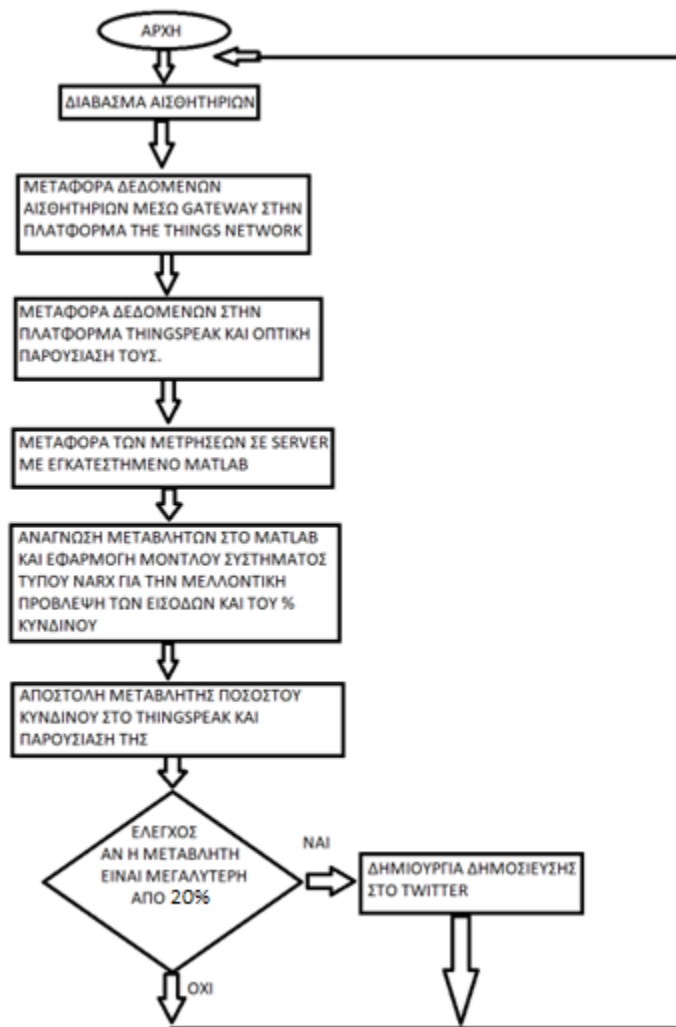 ΑΡΧΗ
ΔΙΑΒΑΣΜΑ ΑΙΣΘΗΤΗΡΙΩΝ
ΜΕΤΑΦΟΡΑ ΔΕΔΟΜΕΝΩΝ
ΑΙΣΘΗΤΗΡΙΩΝ ΜΕΣΩ GATEWAY ΣΤΗΝ
ΠΛΑΤΦΟΡΜΑ THE THINGS NETWORK
ΜΕΤΑΦΟΡΑ ΔΕΔΟΜΕΝΩΝ ΣΤΗΝ
ΠΛΑΤΦΟΡΜΑ THINGSPEAK ΚΑΙ ΟΠΤΙΚΗ
ΠΑΡΟΥΣΙΑΣΗ ΤΟΥΣ.
ΜΕΤΑΦΟΡΑ ΤΩΝ ΜΕΤΡΗΣΕΩΝ ΣΕ SERVER
ΜΕ ΕΓΚΑΤΕΣΤΗΜΕΝΟ MATLAB
ΑΝΑΓΝΩΣΗ ΜΕΤΑΒΛΗΤΩΝ ΣΤΟ MATLAB
ΚΑΙ ΕΦΑΡΜΟΓΗ ΜΟΝΤΛΟΥ ΣΥΣΤΗΜΑΤΟΣ
ΤΥΠΟΥ NARX ΓΙΑ ΤΗΝ ΜΕΛΛΟΝΤΙΚΗ
ΠΡΟΒΛΕΨΗ ΤΩΝ ΕΙΣΟΔΩΝ ΚΑΙ ΤΟΥ %
ΚΥΝΔΙΝΟΥ
ΑΠΟΣΤΟΛΗ ΜΕΤΑΒΛΗΤΗΣ ΠΟΣΟΣΤΟΥ
ΚΥΝΔΙΝΟΥ ΣΤΟ THINGSPEAK ΚΑΙ
ΠΑΡΟΥΣΙΑΣΗ ΤΗΣ
ΕΛΕΓΧΟΣ
ΑΝ Η ΜΕΤΑΒΛΗΤΗ
ΕΙΝΑΙ ΜΕΓΑΛΥΤΕΡΗ
ΑΠΟ 20%
ΝΑΙ
ΔΗΜΙΟΥΡΓΙΑ ΔΗΜΟΣΙΕΥΣΗΣ
ΣΤΟ TWITTER
ΟΧΙ